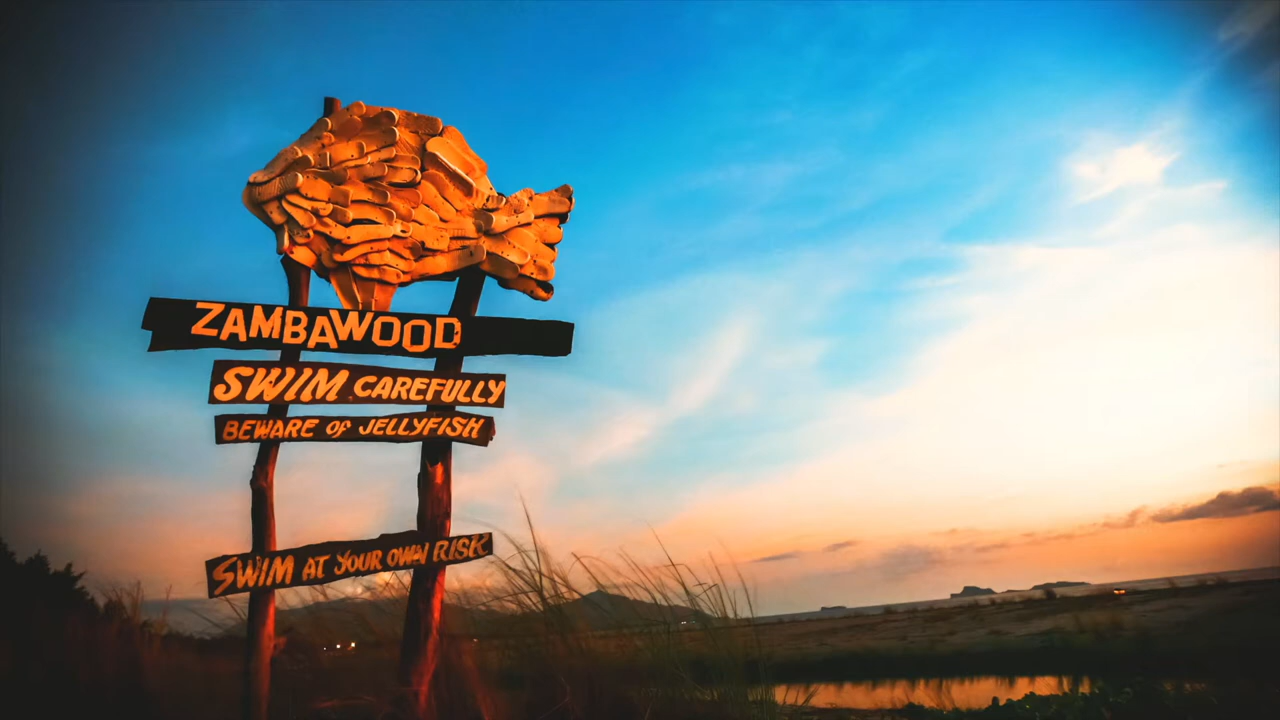 ZAMBAWOOD
SWIM CAREFULLY
BEWARE OF JELLYFISH
SWIM AT YOUR OWN RISK